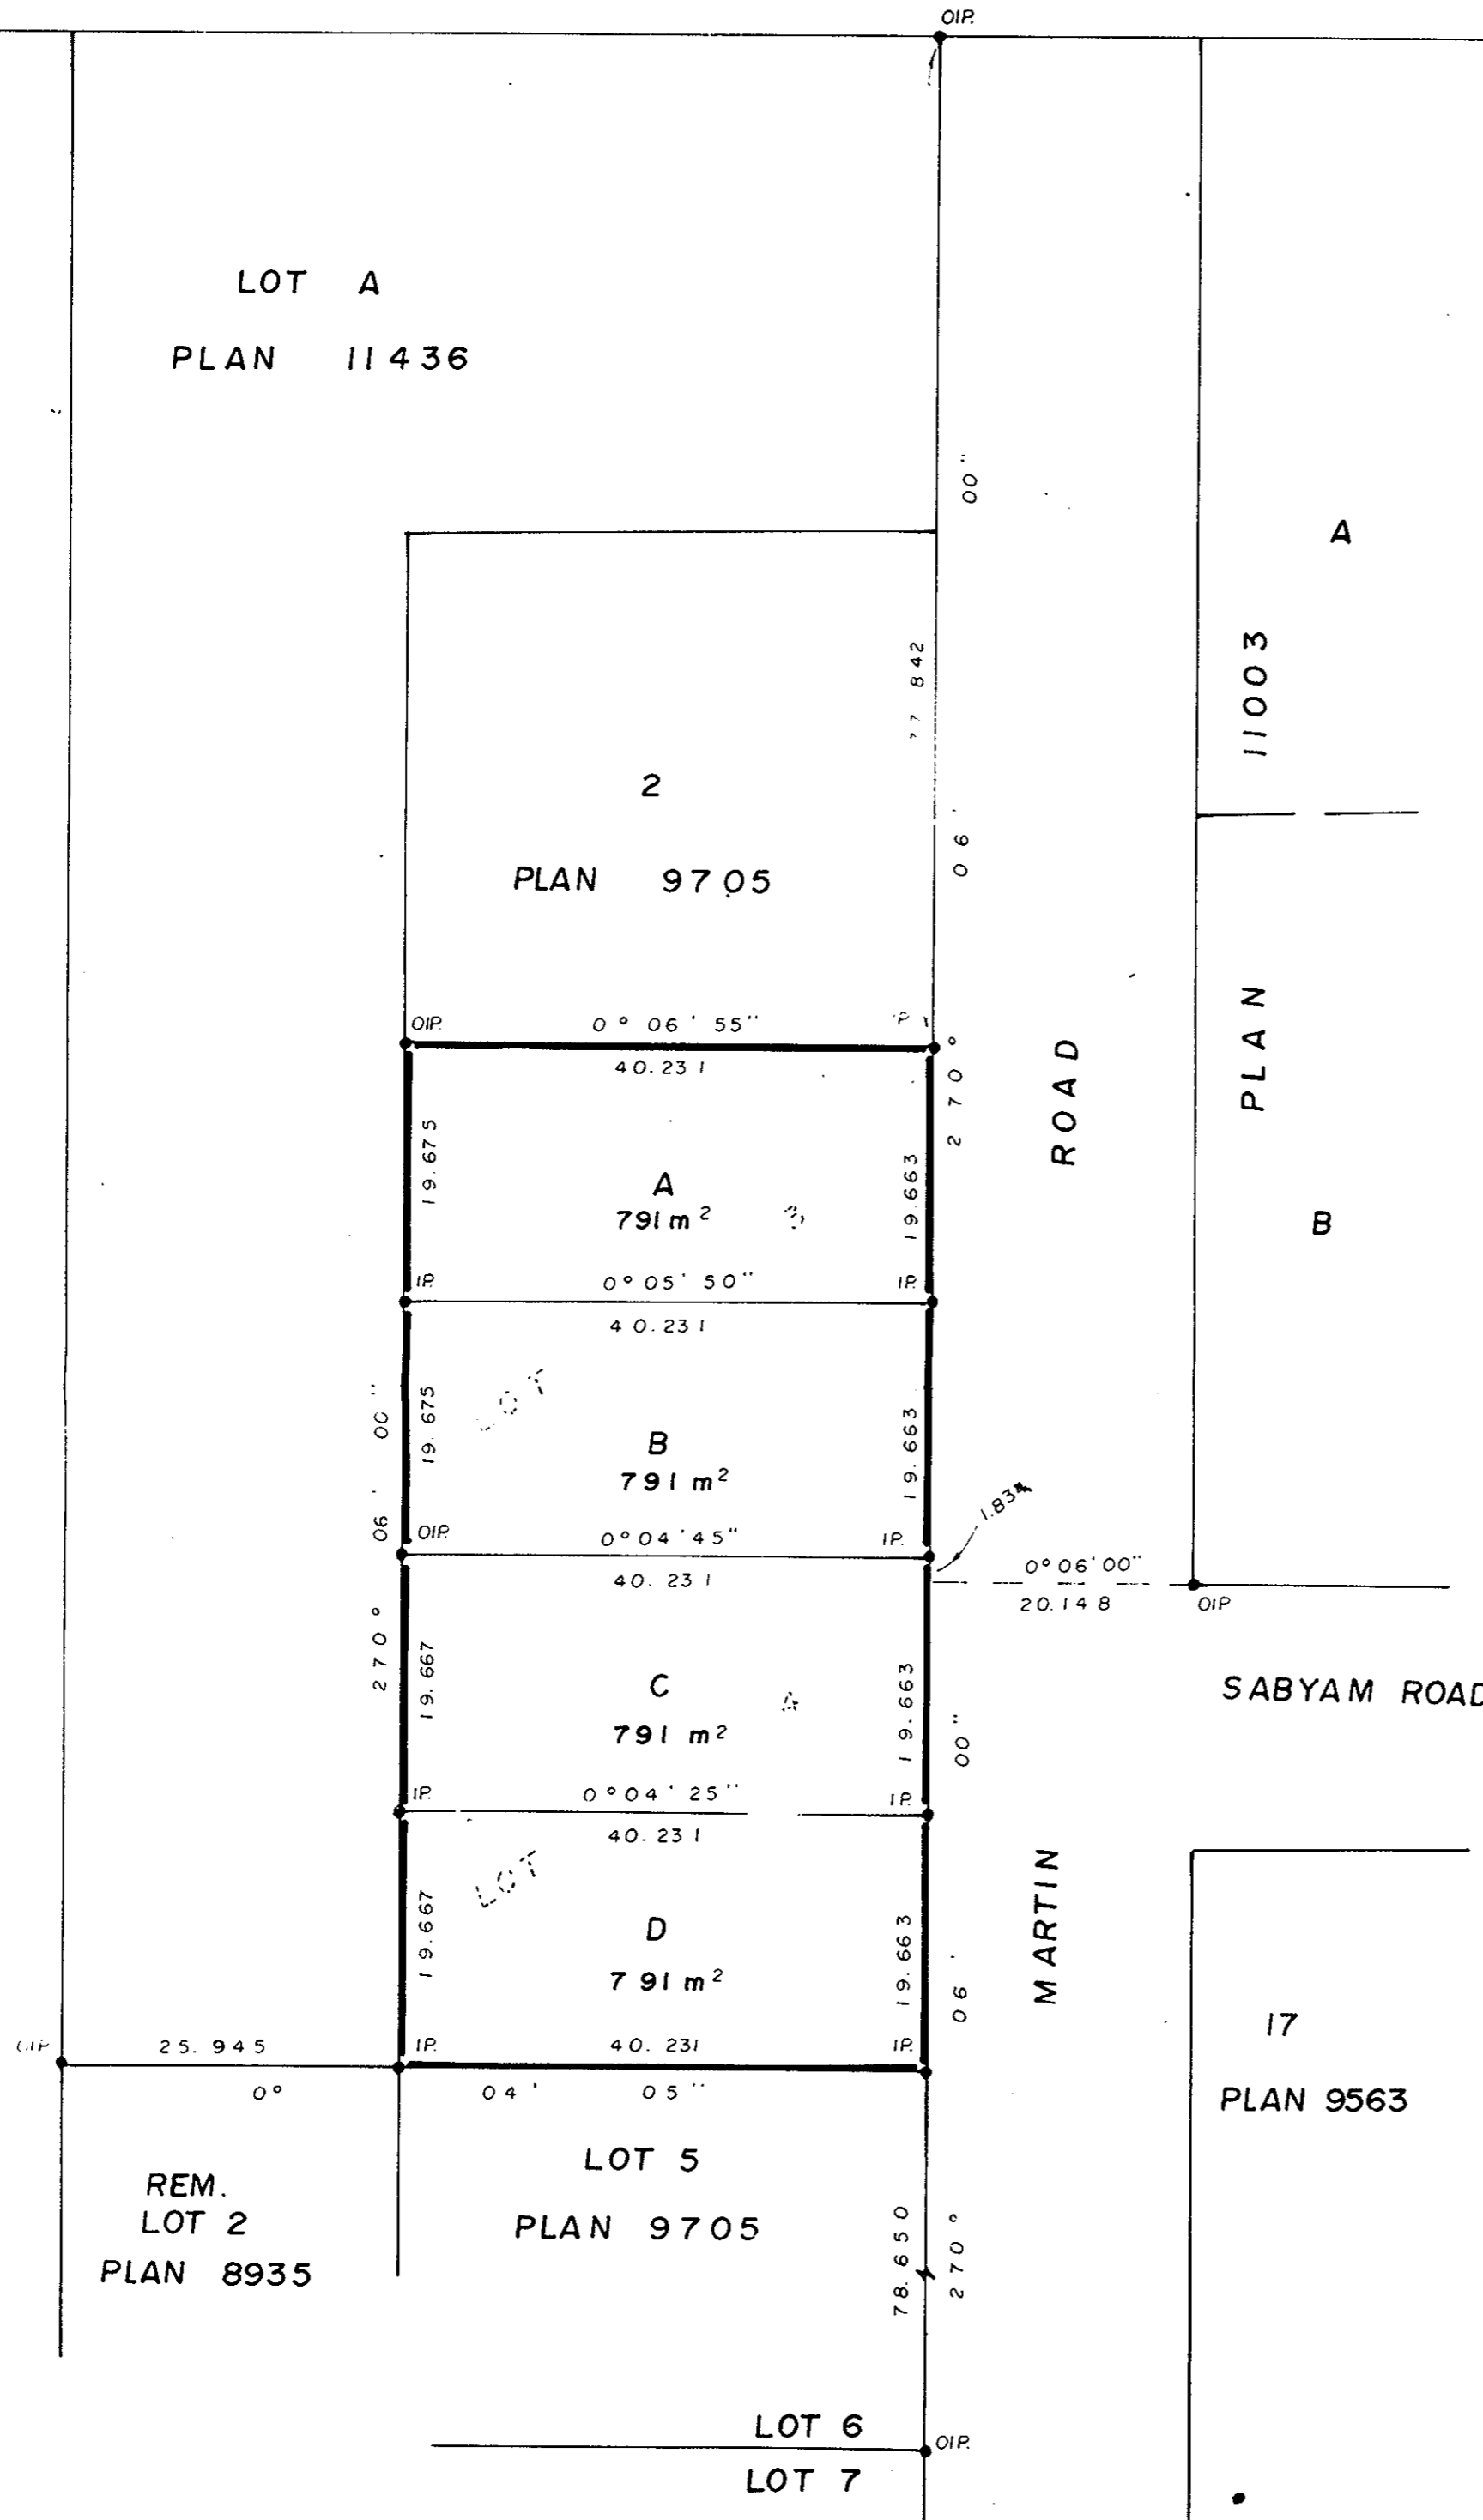 OIP.
LOT A
PLAN 11436
00"
A
11003
77 842
2
06'
PLAN 9705
PLAN
OIP.
0° 06' 55"
40.231
270°
ROAD
19.675
19.663
A
791 m²
3
B
IP.
0° 05' 50"
IP.
40.231
LOT
00"
19.675
19.663
B
791 m²
1.834
06'
OIP.
0° 04' 45"
IP.
40.231
0° 06' 00"
20.148
OIP
270°
19.667
19.663
C
791 m²
4
SABYAM ROAD
00"
IP.
0° 04' 25"
IP.
40.231
LOT
MARTIN
19.667
19.663
D
791 m²
06'
17
PLAN 9563
OIP
25.945
IP.
40.231
IP.
0° 04' 05"
LOT 5
PLAN 9705
REM.
LOT 2
PLAN 8935
78.650
270°
LOT 6
OIP.
LOT 7